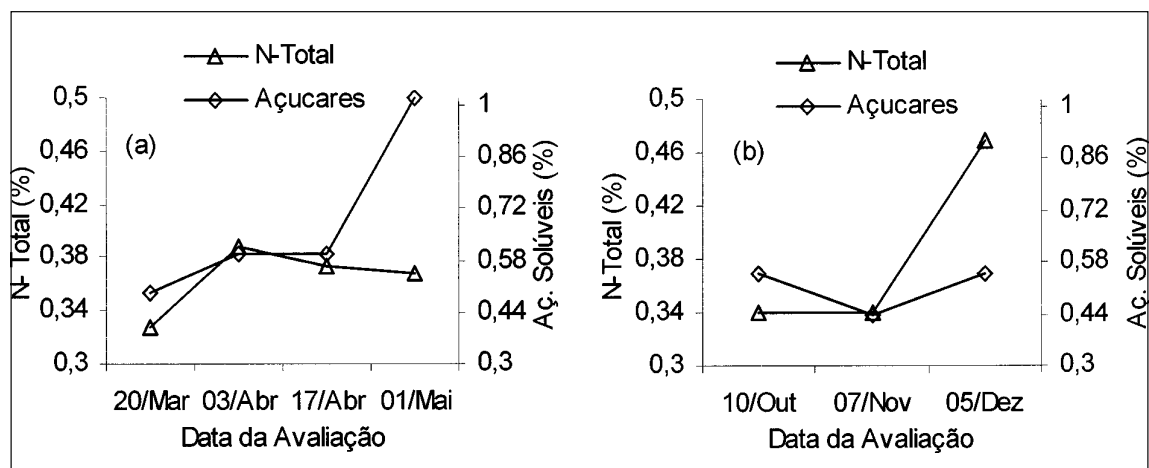 N-Total
Açucares
(a)
N- Total (%)
0,5
0,46
0,42
0,38
0,34
0,3
1
0,86
0,72
0,58
0,44
0,3
Aç. Solúveis (%)
20/Mar 03/Abr 17/Abr 01/Mai
Data da Avaliação
N-Total
Açucares
(b)
N-Total (%)
0,5
0,46
0,42
0,38
0,34
0,3
1
0,86
0,72
0,58
0,44
0,3
Aç. Solúveis (%)
10/Out 07/Nov 05/Dez
Data da Avaliação